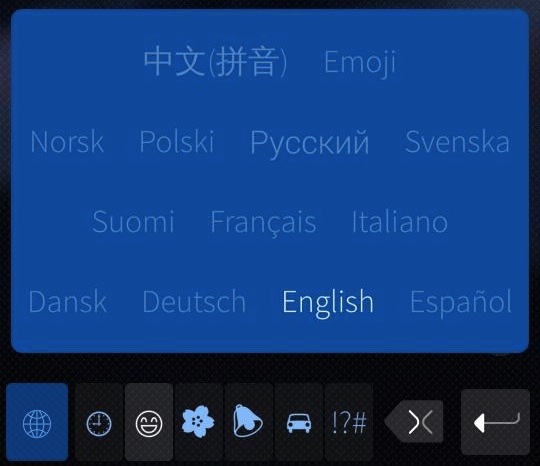 中文(拼音) Emoji
Norsk Polski Русский Svenska
Suomi Français Italiano
Dansk Deutsch English Español
!?#